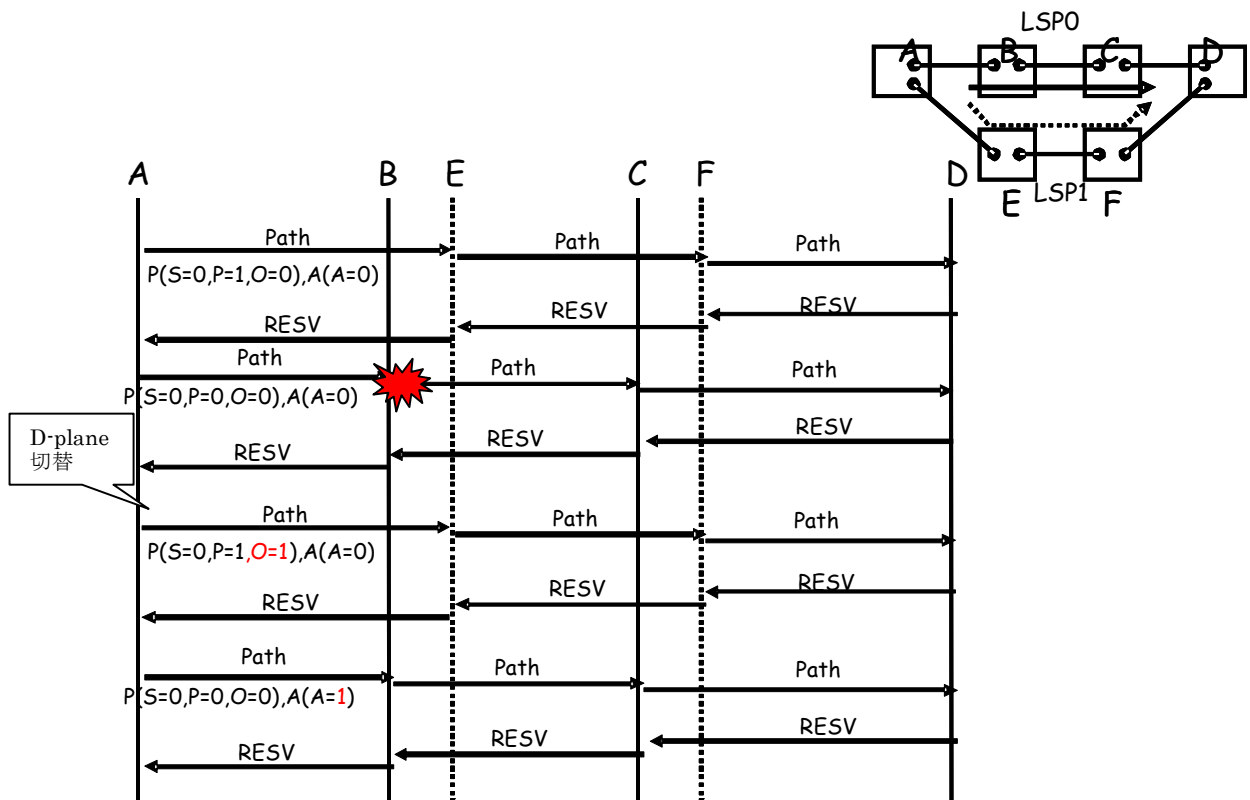 LSP0
A B C D
E LSP1 F
A B E C F D
Path Path Path
P(S=0,P=1,O=0),A(A=0)
RESV RESV RESV
Path Path Path
P(S=0,P=0,O=0),A(A=0)
D-plane
切替
RESV RESV RESV
Path Path Path
P(S=0,P=1,O=1),A(A=0)
RESV RESV RESV
Path Path Path
P(S=0,P=0,O=0),A(A=1)
RESV RESV RESV